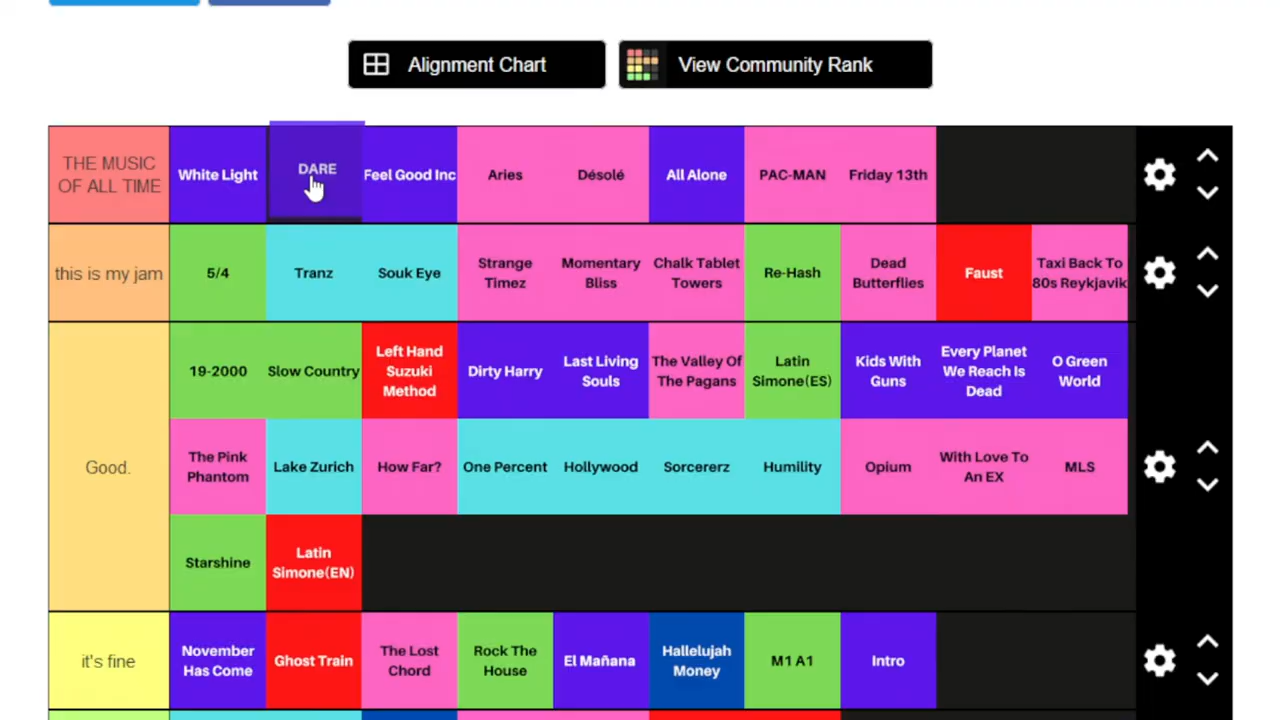 Alignment Chart
View Community Rank
THE MUSIC
OF ALL TIME
White Light
DARE
Feel Good Inc
Aries
Désolé
All Alone
PAC-MAN
Friday 13th
this is my jam
5/4
Tranz
Souk Eye
Strange
Timez
Momentary
Bliss
Chalk Tablet
Towers
Re-Hash
Dead
Butterflies
Faust
Taxi Back To
80s Reykjavik
Good.
19-2000
Slow Country
Left Hand
Suzuki
Method
Dirty Harry
Last Living
Souls
The Valley Of
The Pagans
Latin
Simone(ES)
Kids With
Guns
Every Planet
We Reach Is
Dead
O Green
World
The Pink
Phantom
Lake Zurich
How Far?
One Percent
Hollywood
Sorcererz
Humility
Opium
With Love To
An EX
MLS
Starshine
Latin
Simone(EN)
it's fine
November
Has Come
Ghost Train
The Lost
Chord
Rock The
House
El Mañana
Hallelujah
Money
M1 A1
Intro